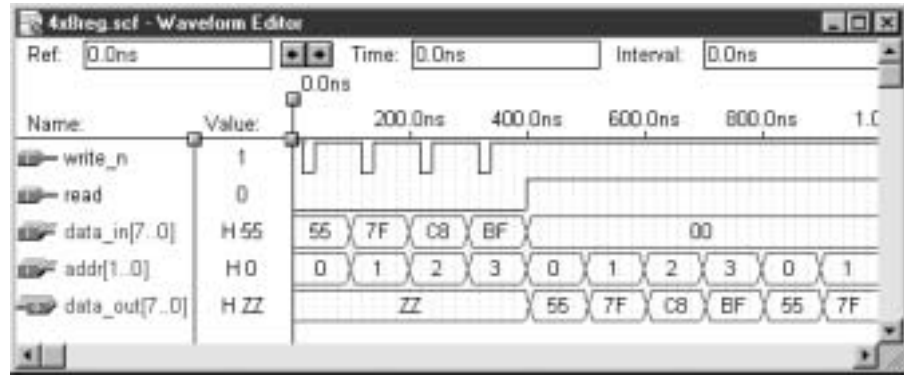 4x8reg.scf - Waveform Editor
Ref: 0.0ns Time: 0.0ns Interval: 0.0ns
0.0ns
Name: Value: 200.0ns 400.0ns 600.0ns 800.0ns 1.0
write_n 1
read 0
data_in[7..0] H 55 55 7F C8 BF 00
addr[1..0] H 0 0 1 2 3 0 1 2 3 0 1
data_out[7..0] H ZZ ZZ 55 7F C8 BF 55 7F